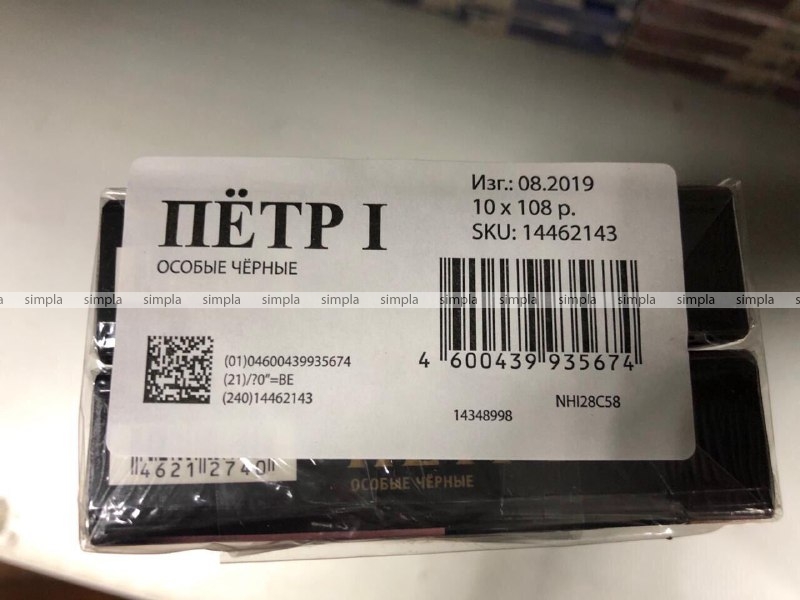 ПЁТР I
ОСОБЫЕ ЧЁРНЫЕ
Изг.: 08.2019
10 x 108 р.
SKU: 14462143
simpla simpla simpla simpla simpla simpla simpla simpla simpla simpla simpla simpla simpla
(01)04600439935674
(21)/?0"=BE
(240)14462143
4 600439 935674
14348998
NHI28C58
4621 2740
ОСОБЫЕ ЧЁРНЫЕ